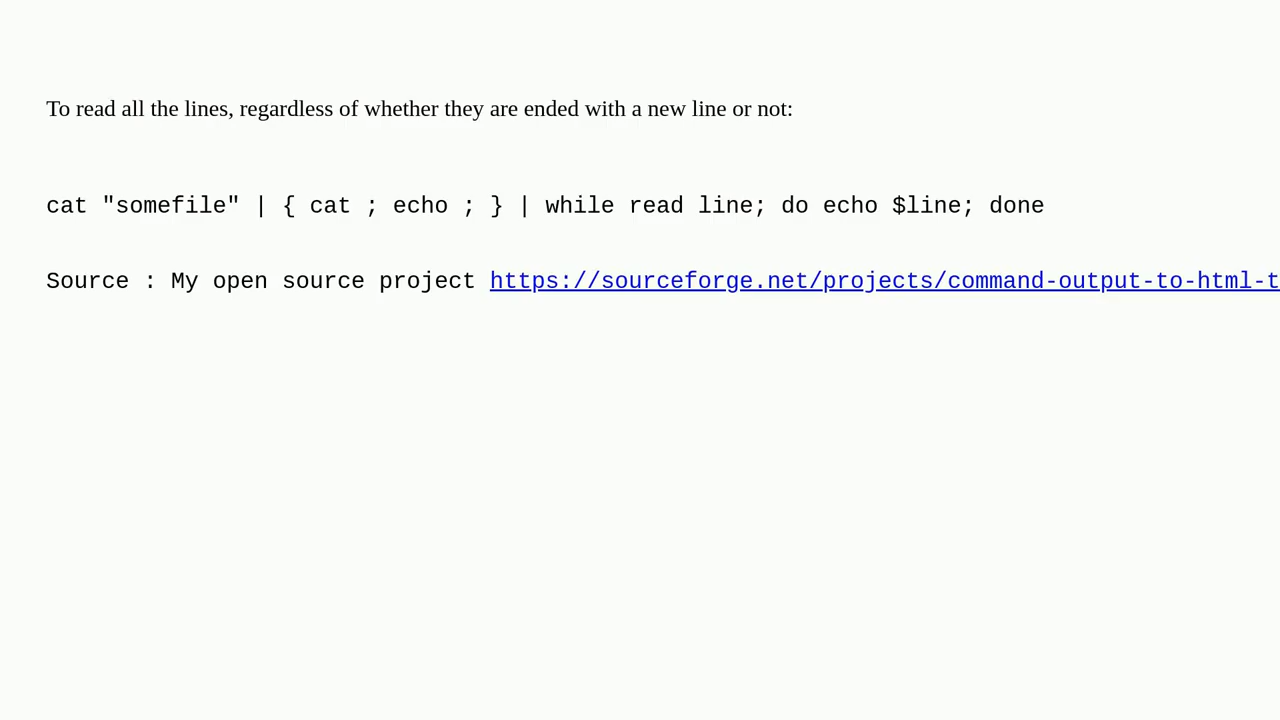 To read all the lines, regardless of whether they are ended with a new line or not:
cat "somefile" | { cat ; echo ; } | while read line; do echo $line; done
Source : My open source project https://sourceforge.net/projects/command-output-to-html-t